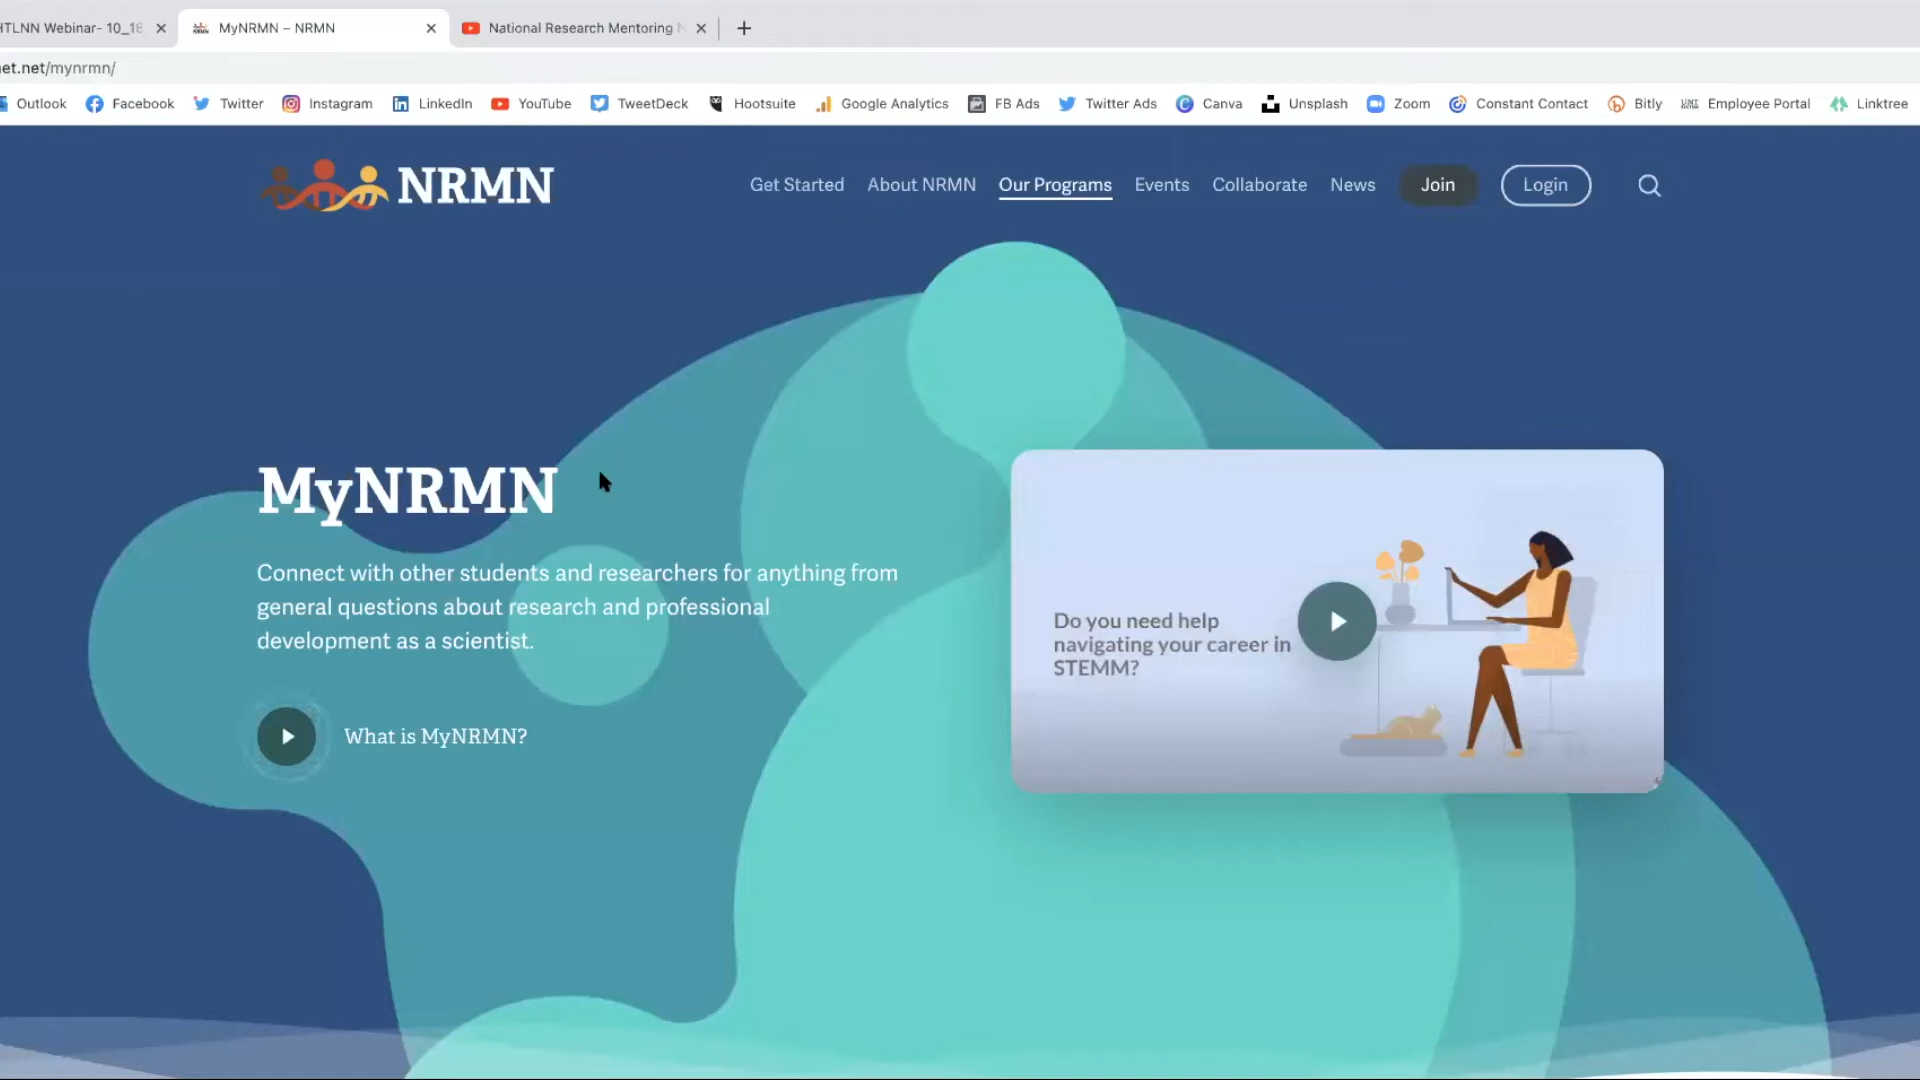 HTLNN Webinar- 10_18
MyNRMN – NRMN
National Research Mentoring
net.net/mynrmn/
Outlook Facebook Twitter Instagram LinkedIn YouTube TweetDeck Hootsuite Google Analytics FB Ads Twitter Ads Canva Unsplash Zoom Constant Contact Bitly Employee Portal Linktree
NRMN
Get Started About NRMN Our Programs Events Collaborate News Join Login
MyNRMN
Connect with other students and researchers for anything from
general questions about research and professional
development as a scientist.
What is MyNRMN?
Do you need help
navigating your career in
STEMM?